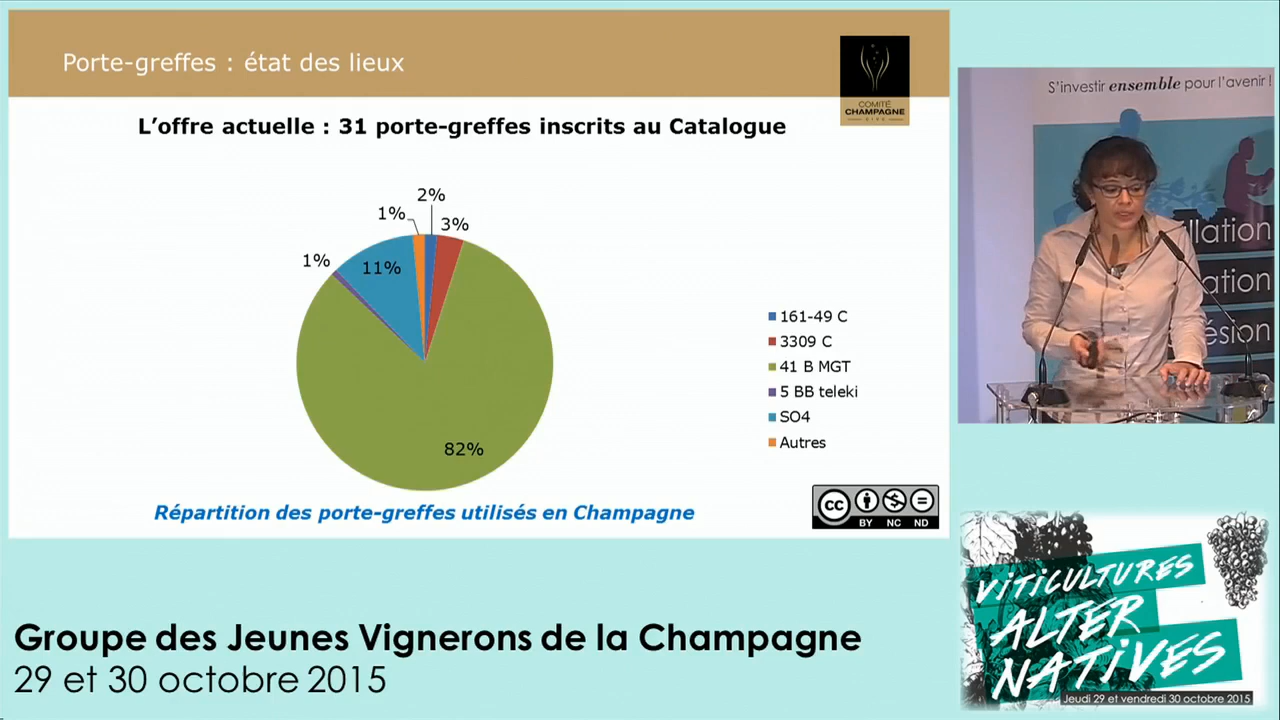 Porte-greffes : état des lieux
COMITÉ
CHAMPAGNE
L'offre actuelle : 31 porte-greffes inscrits au Catalogue
2%
1%
3%
1%
11%
82%
161-49 C
3309 C
41 B MGT
5 BB teleki
SO4
Autres
Répartition des porte-greffes utilisés en Champagne
cc
BY NC ND
S'investir ensemble pour l'avenir !
llation
ation
ésion
VITICULTURES
ALTER
NATIVES
Jeudi 29 et vendredi 30 octobre 2015
Groupe des Jeunes Vignerons de la Champagne
29 et 30 octobre 2015